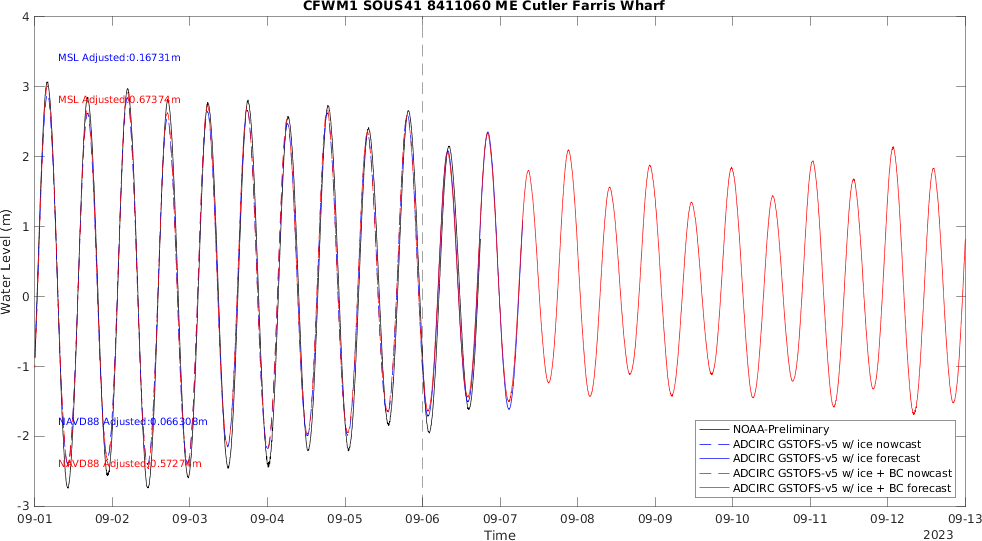 CFWM1 SOUS41 8411060 ME Cutler Farris Wharf
4
3
2
1
0
-1
-2
-3
Water Level (m)
MSL Adjusted:0.16731m
MSL Adjusted:0.67374m
NAVD88 Adjusted:0.066308m
NAVD88 Adjusted:0.57274m
NOAA-Preliminary
ADCIRC GSTOFS-v5 w/ ice nowcast
ADCIRC GSTOFS-v5 w/ ice forecast
ADCIRC GSTOFS-v5 w/ ice + BC nowcast
ADCIRC GSTOFS-v5 w/ ice + BC forecast
09-01 09-02 09-03 09-04 09-05 09-06 09-07 09-08 09-09 09-10 09-11 09-12 09-13
Time
2023